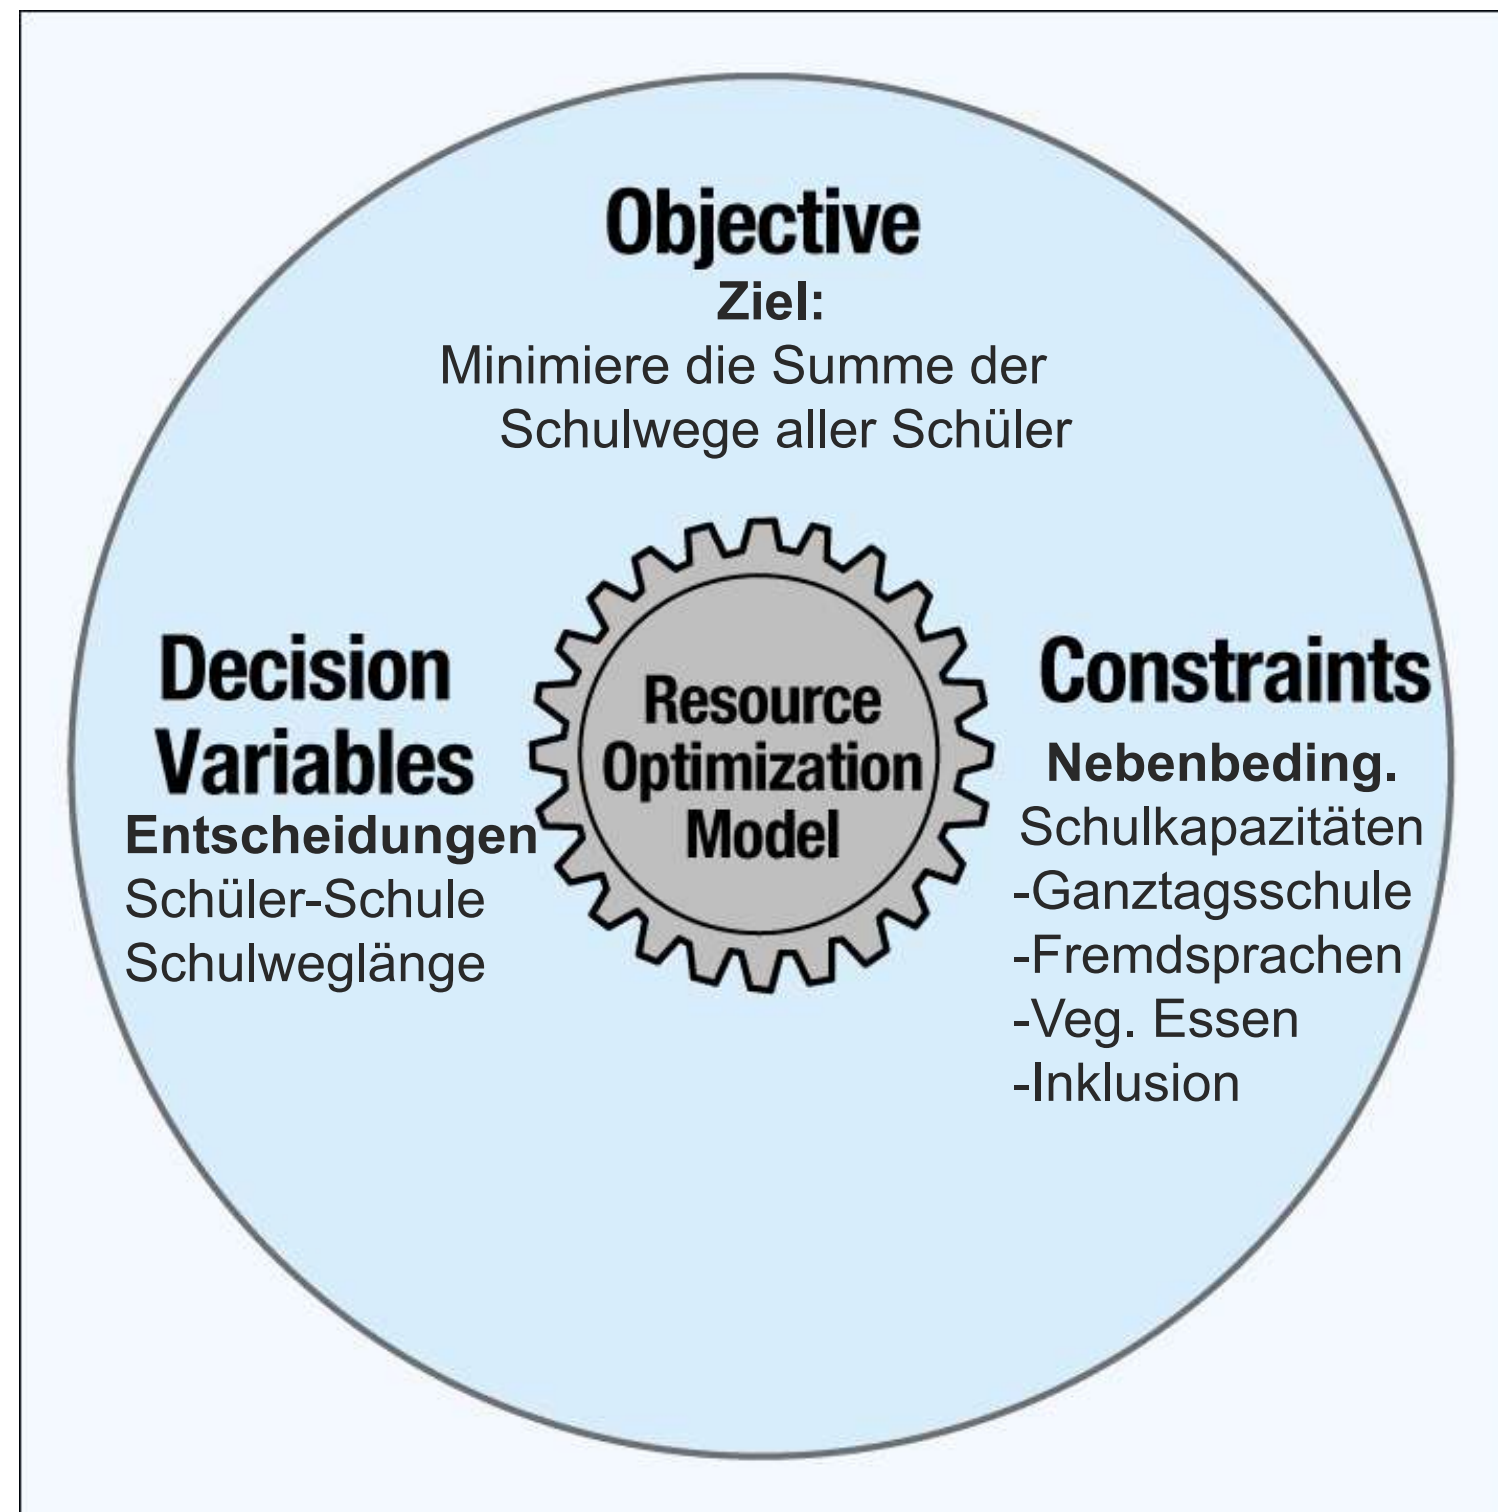 Objective
Ziel:
Minimiere die Summe der
Schulwege aller Schüler
Decision
Variables
Entscheidungen
Schüler-Schule
Schulweglänge
Resource
Optimization
Model
Constraints
Nebenbeding.
Schulkapazitäten
-Ganztagsschule
-Fremdsprachen
-Veg. Essen
-Inklusion